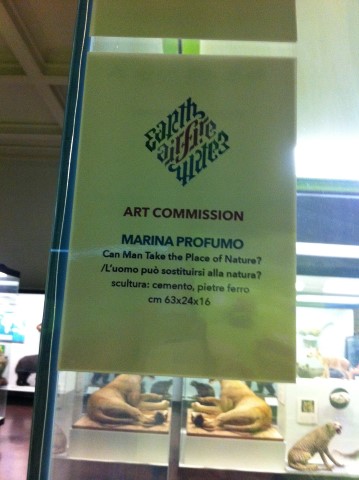 Earth
air fire
Water
ART COMMISSION
MARINA PROFUMO
Can Man Take the Place of Nature?
/L'uomo può sostituirsi alla natura?
scultura: cemento, pietre ferro
cm 63x24x16